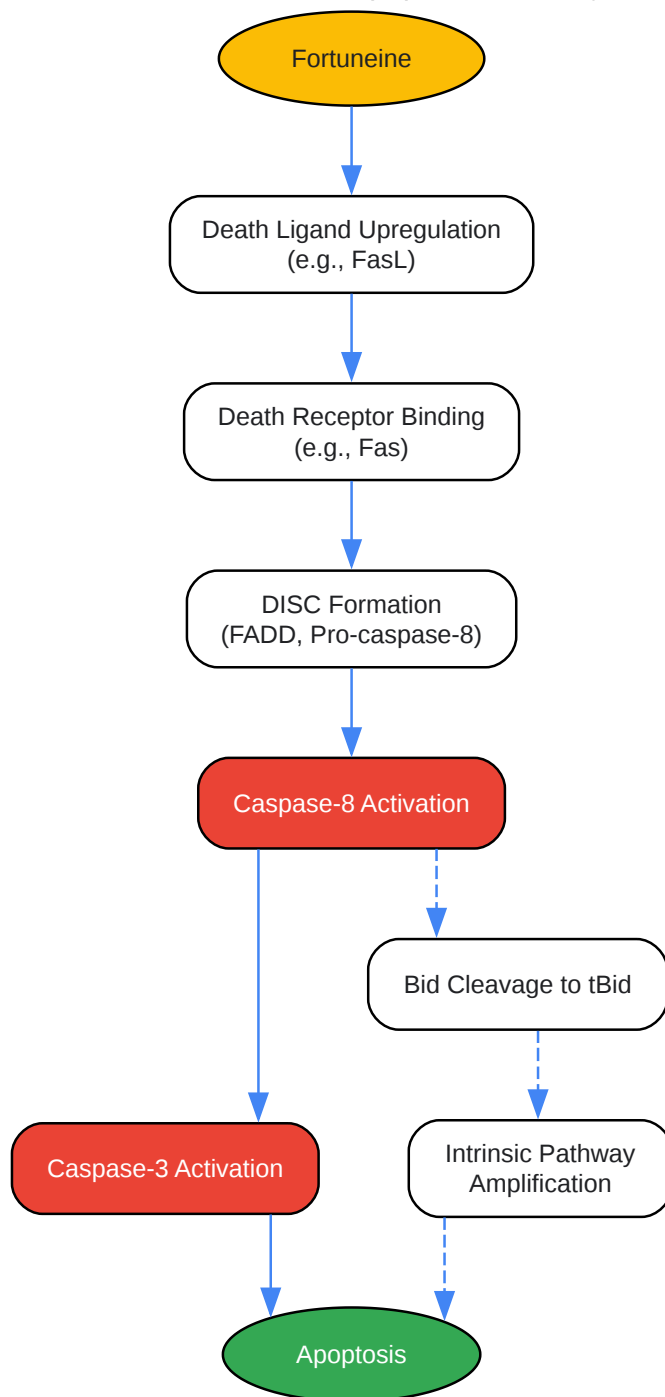 Fortuneine
Death Ligand Upregulation
(e.g., FasL)
Death Receptor Binding
(e.g., Fas)
DISC Formation
(FADD, Pro-caspase-8)
Caspase-8 Activation
Bid Cleavage to tBid
Caspase-3 Activation
Intrinsic Pathway
Amplification
Apoptosis